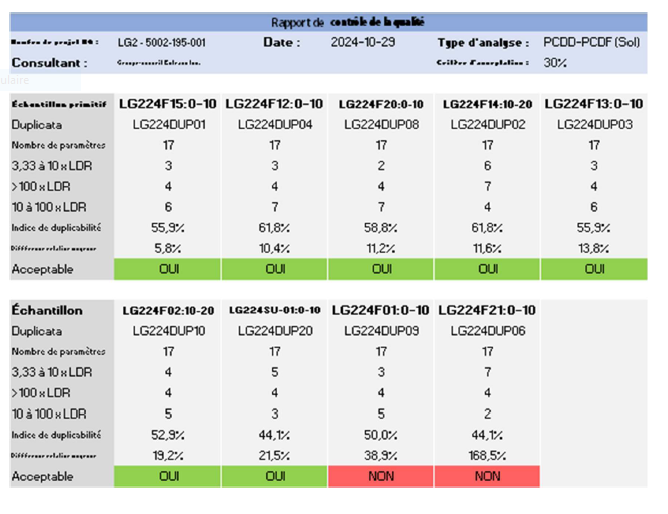 Rapport de contrôle de la qualité
Numéro de projet NQ : LG2 - 5002-195-001 Date : 2024-10-29 Type d'analyse : PCDD-PCDF (Sol)
Consultant : Critère d'acceptation : 30%
ulaire
Échantillon primitif LG224F15:0-10 LG224F12:0-10 LG224F20:0-10 LG224F14:10-20 LG224F13:0-10
Duplicata LG224DUP01 LG224DUP04 LG224DUP08 LG224DUP02 LG224DUP03
Nombre de paramètres 17 17 17 17 17
3,33 à 10 x LDR 3 3 2 6 3
>100 x LDR 4 4 4 7 4
10 à 100 x LDR 6 7 7 4 6
Indice de duplicabilité 55,9% 61,8% 58,8% 61,8% 55,9%
Différence relative moyenne 5,8% 10,4% 11,2% 11,6% 13,8%
Acceptable OUI OUI OUI OUI OUI
Échantillon LG224F02:10-20 LG224SU-01:0-10 LG224F01:0-10 LG224F21:0-10
Duplicata LG224DUP10 LG224DUP20 LG224DUP09 LG224DUP06
Nombre de paramètres 17 17 17 17
3,33 à 10 x LDR 4 5 3 7
>100 x LDR 4 4 4 4
10 à 100 x LDR 5 3 5 2
Indice de duplicabilité 52,9% 44,1% 50,0% 44,1%
Différence relative moyenne 19,2% 21,5% 38,9% 168,5%
Acceptable OUI OUI NON NON